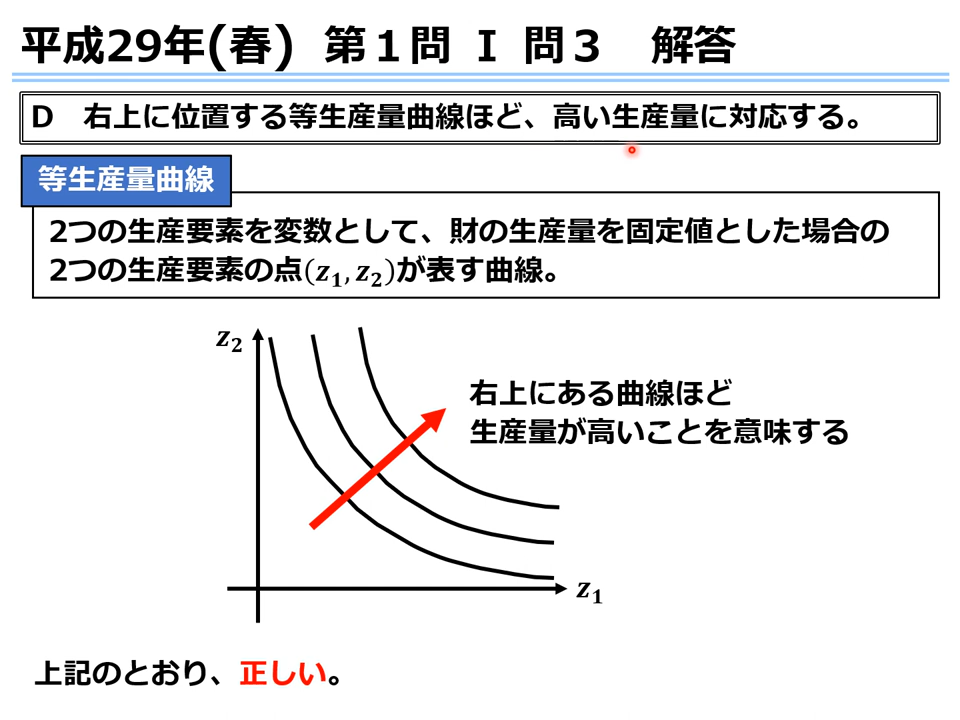 平成29年(春) 第１問 Ⅰ 問３　解答
D　右上に位置する等生産量曲線ほど、高い生産量に対応する。
等生産量曲線
2つの生産要素を変数として、財の生産量を固定値とした場合の
2つの生産要素の点(z₁, z₂)が表す曲線。
z₂
右上にある曲線ほど
生産量が高いことを意味する
z₁
上記のとおり、正しい。